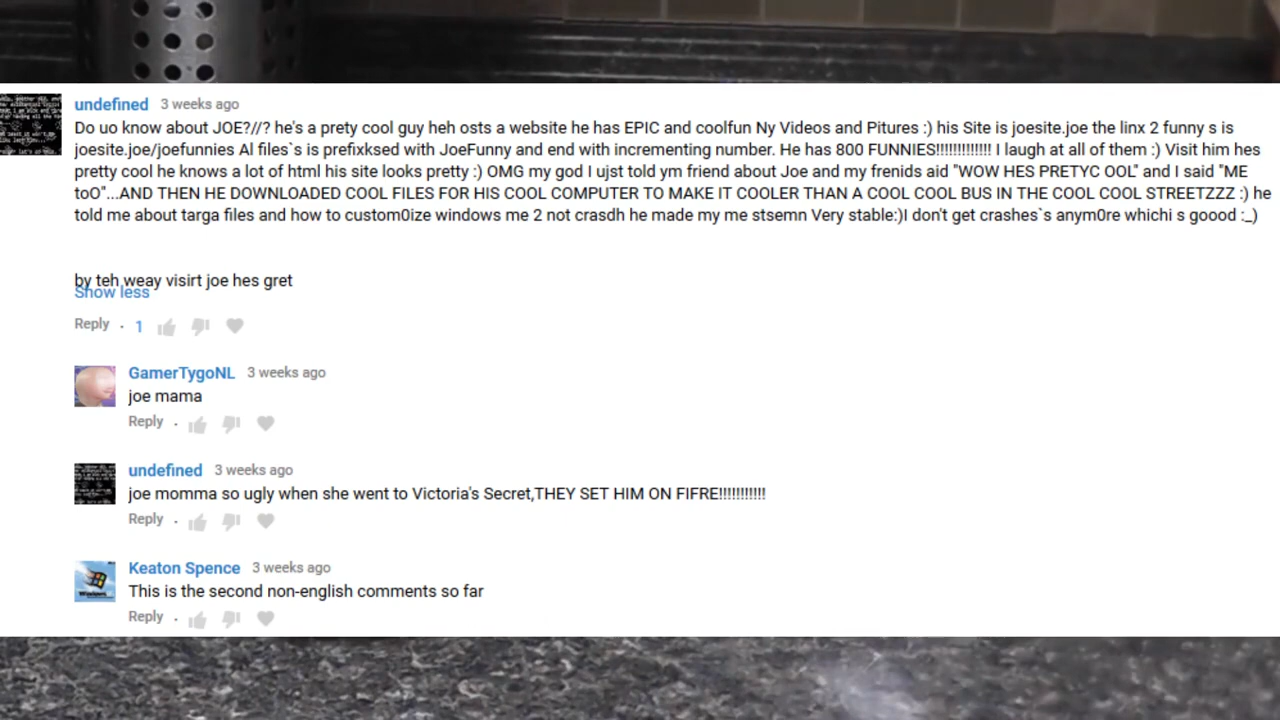 undefined 3 weeks ago
Do uo know about JOE?//? he's a prety cool guy heh osts a website he has EPIC and coolfun Ny Videos and Pitures :) his Site is joesite.joe the linx 2 funny s is
joesite.joe/joefunnies Al files`s is prefixksed with JoeFunny and end with incrementing number. He has 800 FUNNIES!!!!!!!!!!!!! I laugh at all of them :) Visit him hes
pretty cool he knows a lot of html his site looks pretty :) OMG my god I ujst told ym friend about Joe and my frenids aid "WOW HES PRETYC OOL" and I said "ME
toO"...AND THEN HE DOWNLOADED COOL FILES FOR HIS COOL COMPUTER TO MAKE IT COOLER THAN A COOL COOL BUS IN THE COOL COOL STREETZZZ :) he
told me about targa files and how to custom0ize windows me 2 not crasdh he made my me stsemn Very stable:)I don't get crashes`s anym0re whichi s goood :_)
by teh weay visirt joe hes gret
Show less
Reply . 1
GamerTygoNL 3 weeks ago
joe mama
Reply .
undefined 3 weeks ago
joe momma so ugly when she went to Victoria's Secret,THEY SET HIM ON FIFRE!!!!!!!!!!!
Reply .
Keaton Spence 3 weeks ago
This is the second non-english comments so far
Reply .